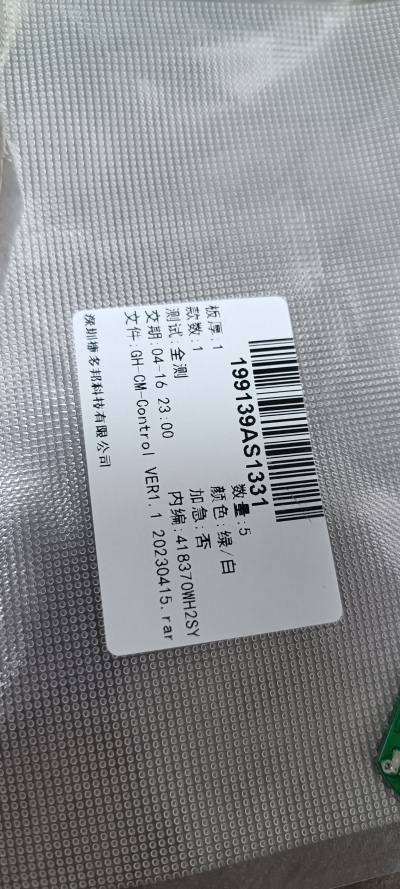 199139AS1331
板厚:1 数量:5
款数:1 颜色:绿/白
测试:全测 加急:否
交期:04-16 23:00 内编:418370WH2SY
文件:GH-CM-Control VER1.1 20230415.rar
深圳捷多邦科技有限公司